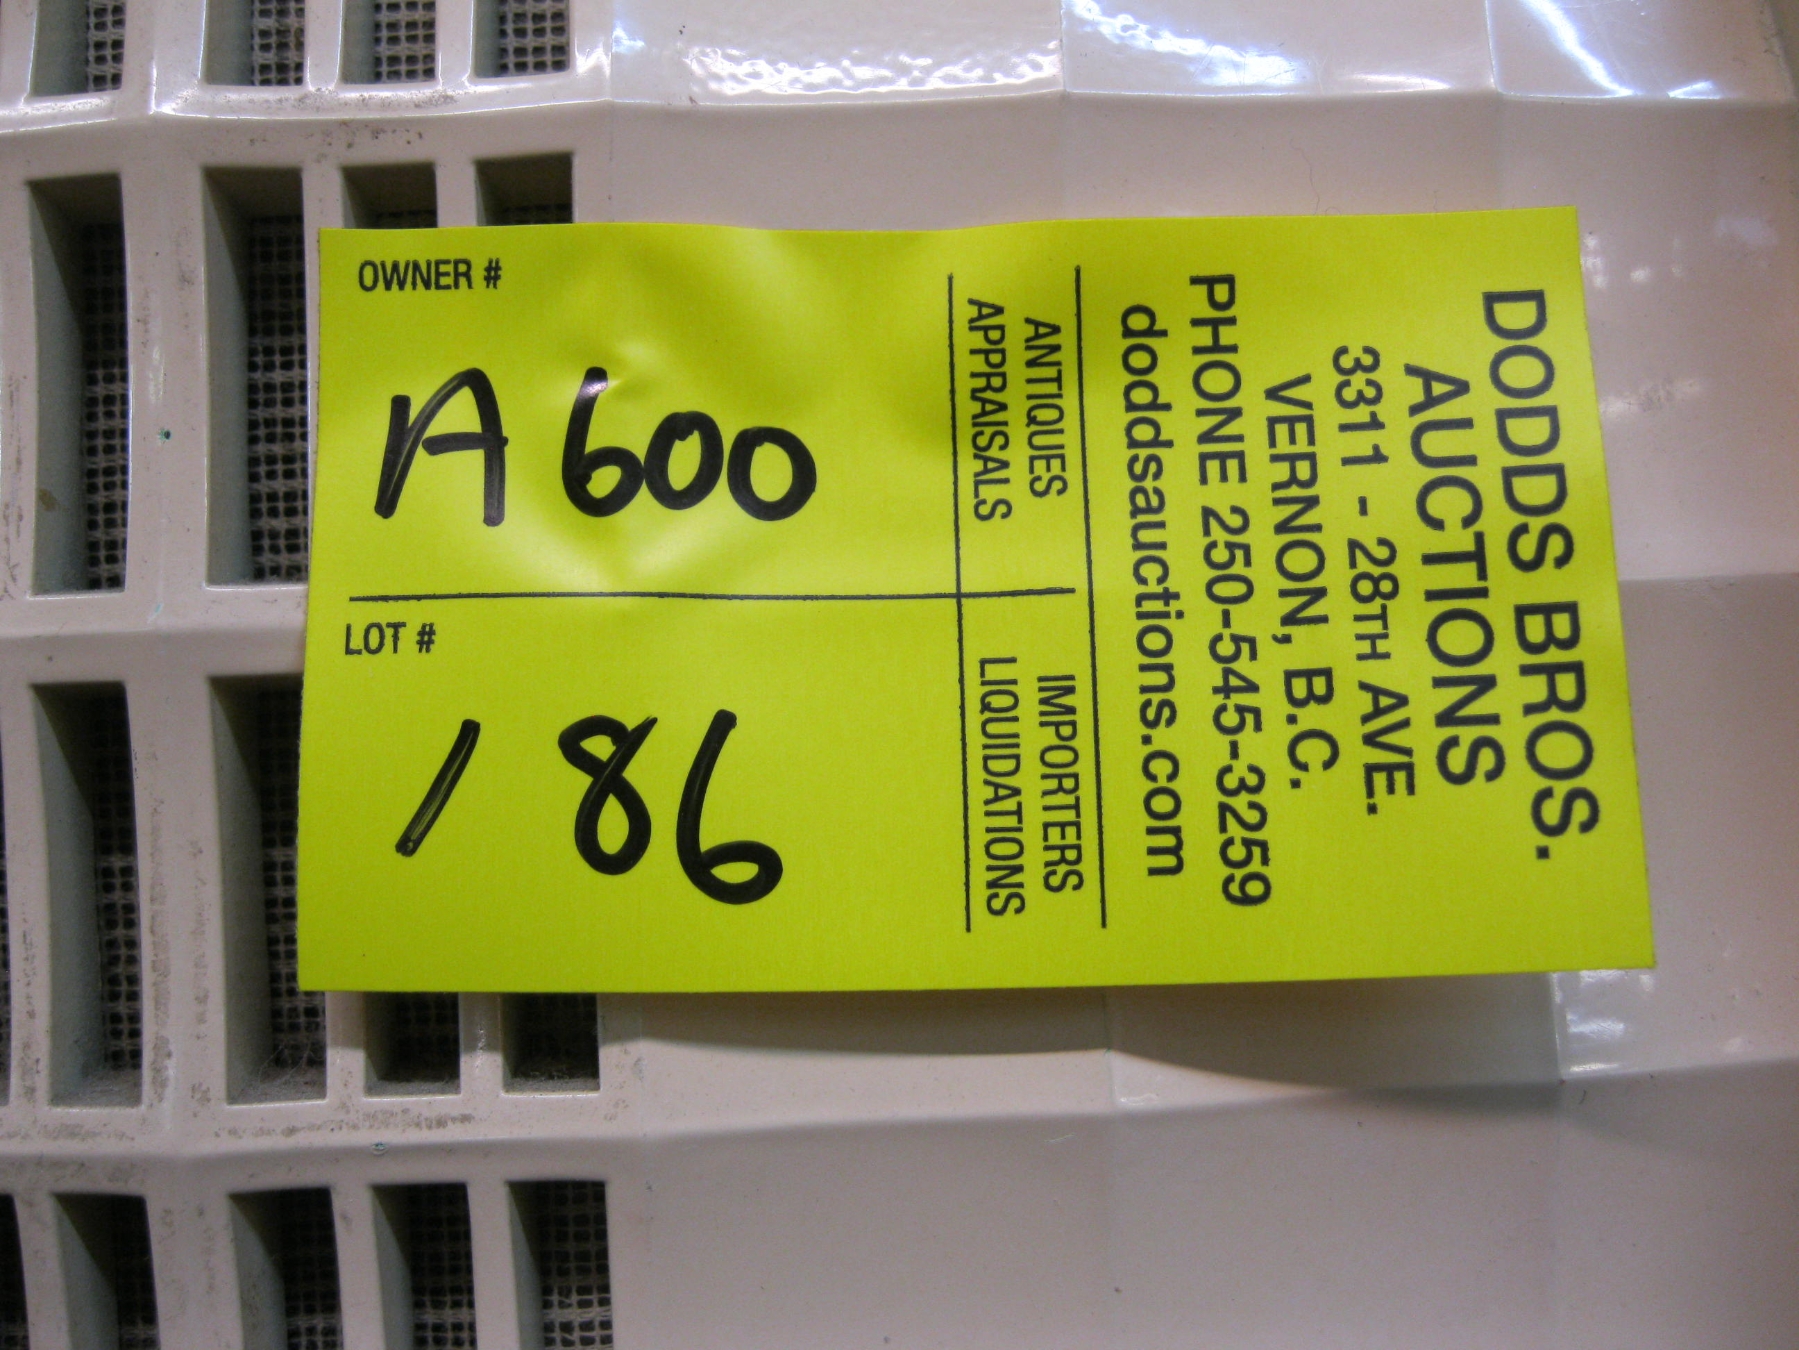 DODDS BROS.
AUCTIONS
3311 - 28TH AVE.
VERNON, B.C.
PHONE 250-545-3259
doddsauctions.com
ANTIQUES
APPRAISALS
IMPORTERS
LIQUIDATIONS
OWNER #
A600
LOT #
186